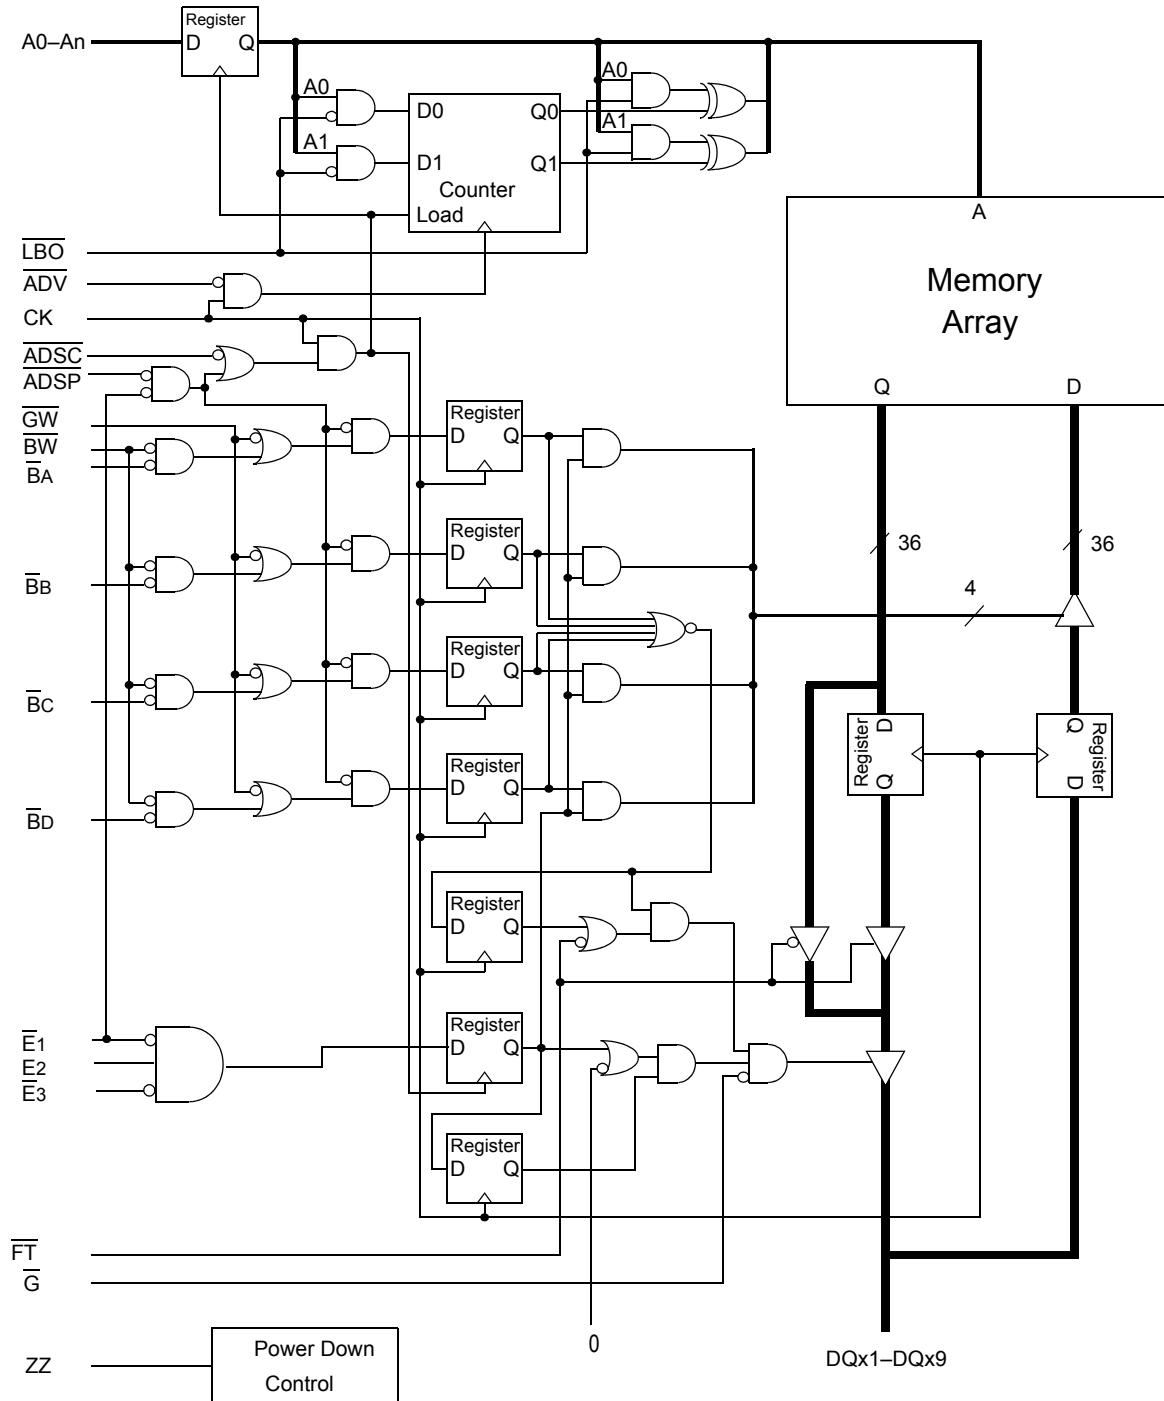 Register
A0–An
D Q
A0
A0
D0
Q0
A1
A1
D1
Q1
Counter
Load
A
LBO
ADV
Memory
Array
CK
ADSC
ADSP
Q
D
GW
BW
BA
Register
D Q
Register
D Q
36
36
BB
4
Register
D Q
BC
Register
D
Q
Register
Q
D
Register
D Q
BD
Register
D Q
E1
E2
E3
Register
D Q
Register
D Q
FT
G
0
ZZ
Power Down
Control
DQx1–DQx9